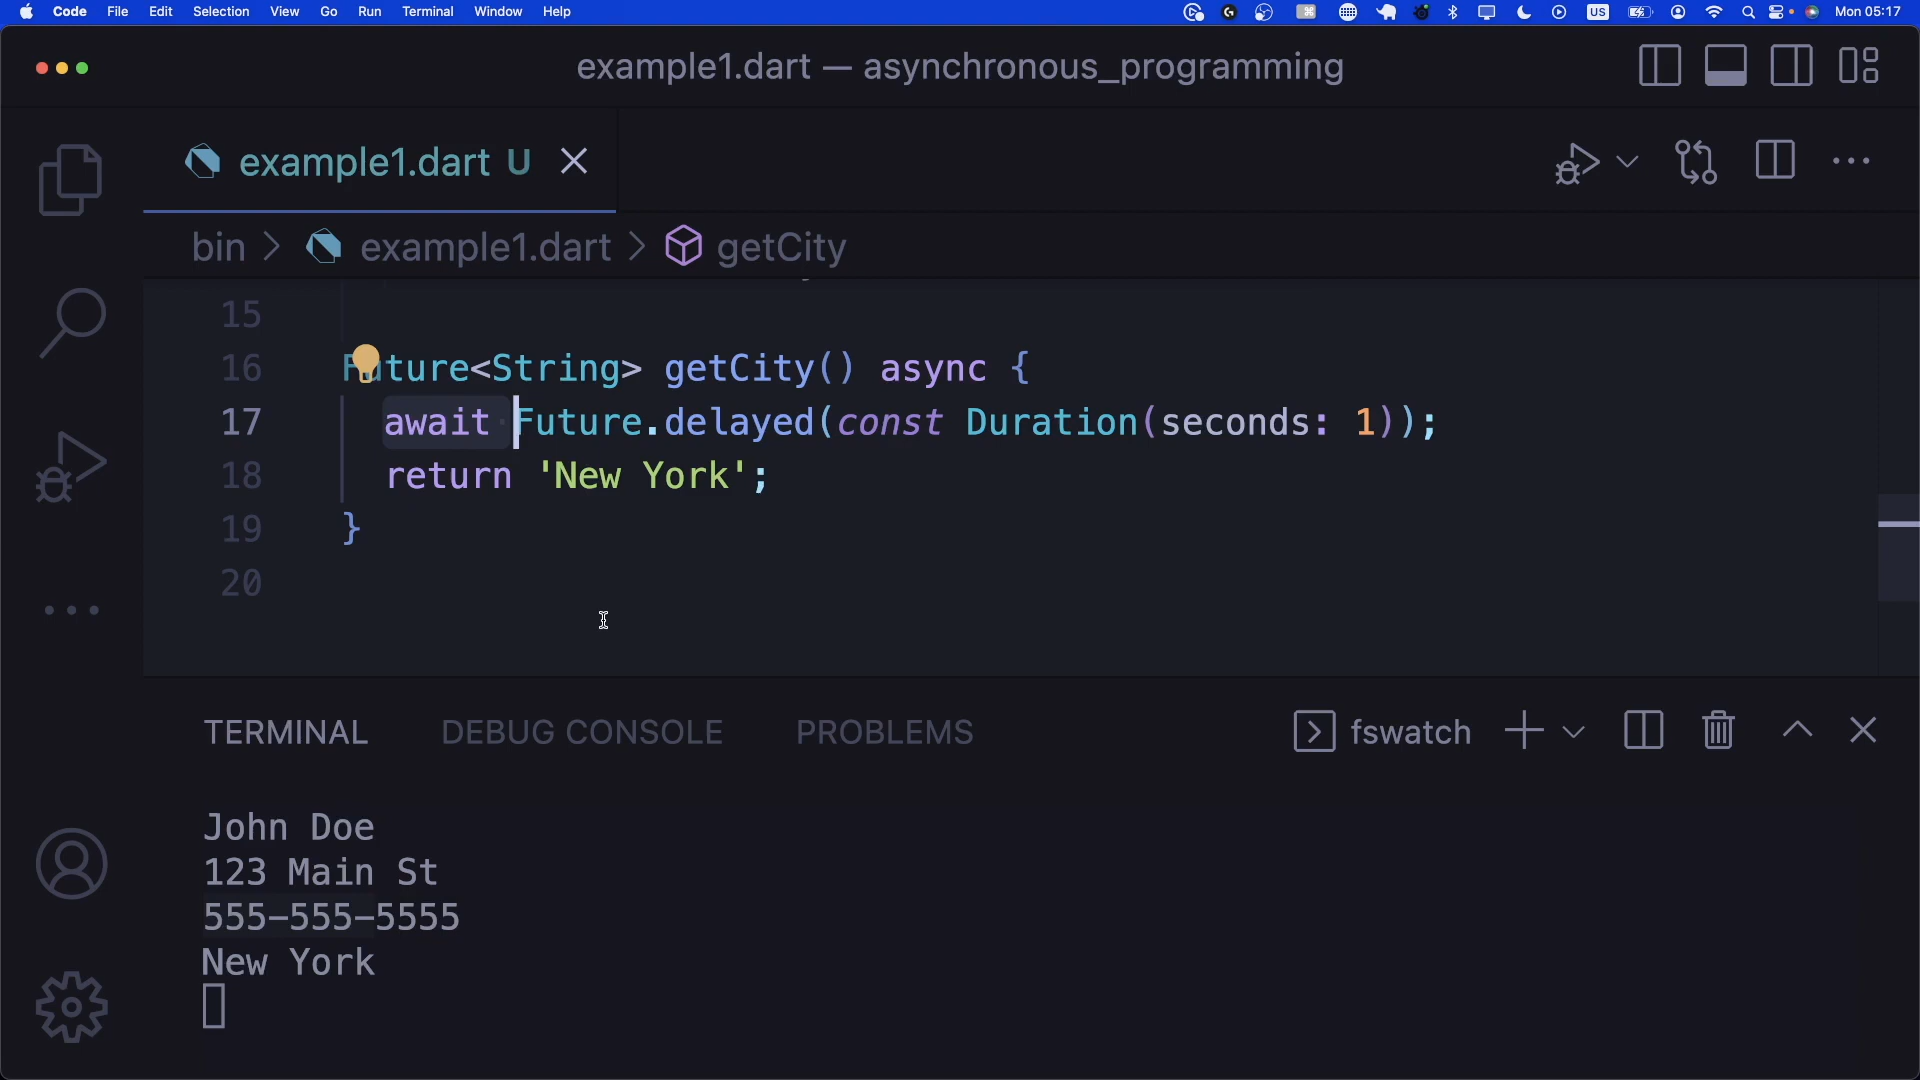 Code File Edit Selection View Go Run Terminal Window Help US Mon 05:17
example1.dart — asynchronous_programming
example1.dart U
bin > example1.dart > getCity
15
16 Future<String> getCity() async {
17 await Future.delayed(const Duration(seconds: 1));
18 return 'New York';
19 }
20
TERMINAL DEBUG CONSOLE PROBLEMS fswatch
John Doe
123 Main St
555-555-5555
New York